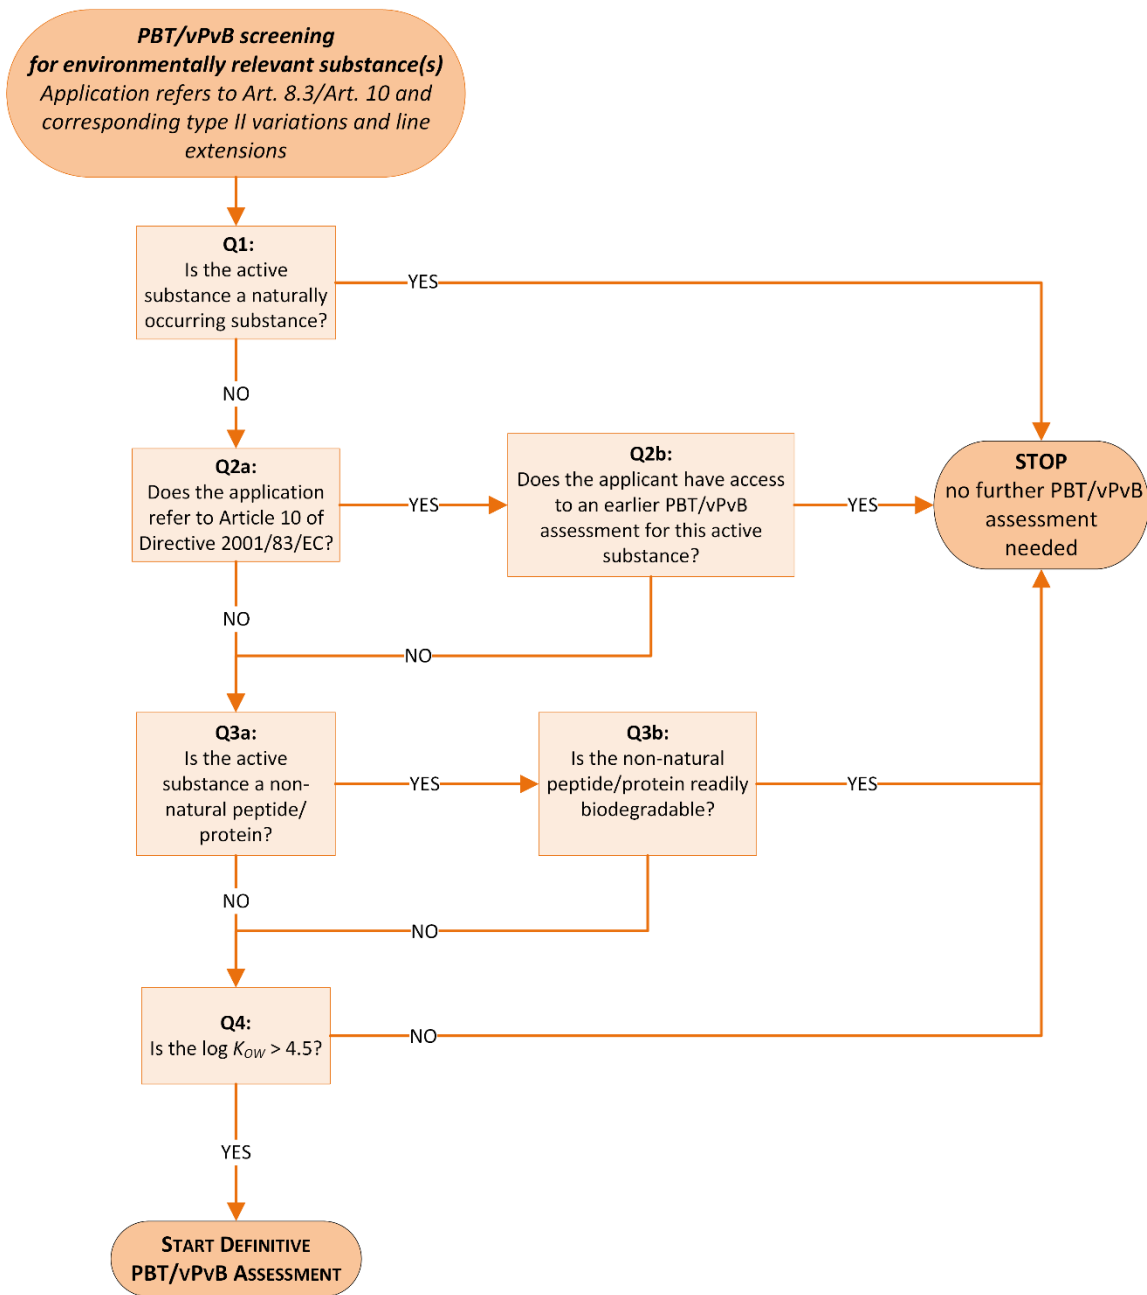 PBT/vPvB screening
for environmentally relevant substance(s)
Application refers to Art. 8.3/Art. 10 and
corresponding type II variations and line
extensions
Q1:
Is the active
substance a naturally
occurring substance?
YES
NO
Q2a:
Does the application
refer to Article 10 of
Directive 2001/83/EC?
YES
Q2b:
Does the applicant have access
to an earlier PBT/vPvB
assessment for this active
substance?
YES
STOP
no further PBT/vPvB
assessment
needed
NO
NO
Q3a:
Is the active
substance a non-
natural peptide/
protein?
YES
Q3b:
Is the non-natural
peptide/protein readily
biodegradable?
YES
NO
NO
Q4:
Is the log KOW > 4.5?
NO
YES
START DEFINITIVE
PBT/VPVB ASSESSMENT